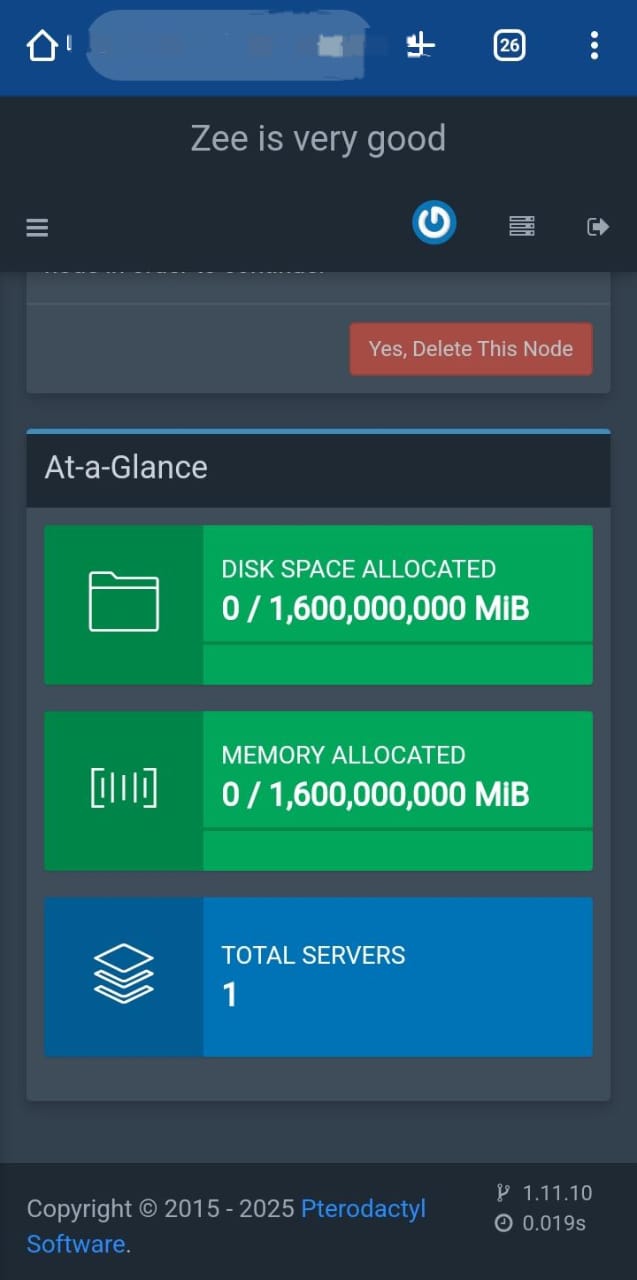 26
Zee is very good
Yes, Delete This Node
At-a-Glance
DISK SPACE ALLOCATED
0 / 1,600,000,000 MiB
MEMORY ALLOCATED
0 / 1,600,000,000 MiB
TOTAL SERVERS
1
Copyright © 2015 - 2025 Pterodactyl
Software.
1.11.10
0.019s